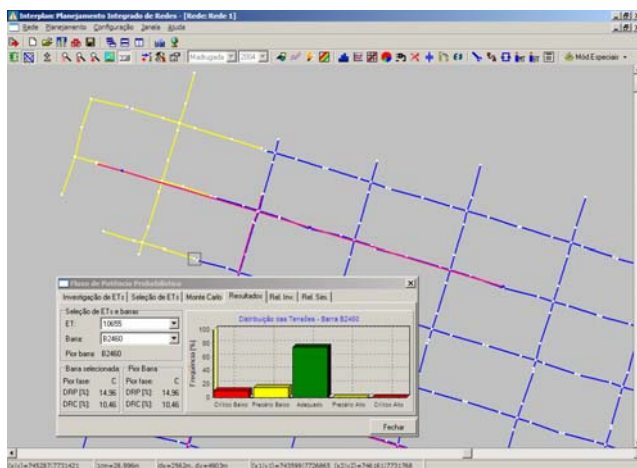 Interplan: Planejamento Integrado de Redes - [Rede: Rede 1]
Rede Planejamento Configuração Janela Ajuda
Madrugada 2004 Mód.Especiais
Fluxo de Potência Probabilístico
Investigação de ETs Seleção de ETs Monte Carlo Resultados Rel. Inv. Rel. Sis.
Seleção de ETs e barras
ET: 10655
Barra: B2460
Pior barra B2460
Barra selecionada Pior Barra
Pior fase: C Pior fase: C
DRP [%] 14,96 DRP [%] 14,96
DRC [%] 10,46 DRC [%] 10,46
Distribuição das Tensões - Barra B2460
Freqüência [%]
100
80
60
40
20
0
Crítico Baixo Precário Baixo Adequado Precário Alto Crítico Alto
Fechar